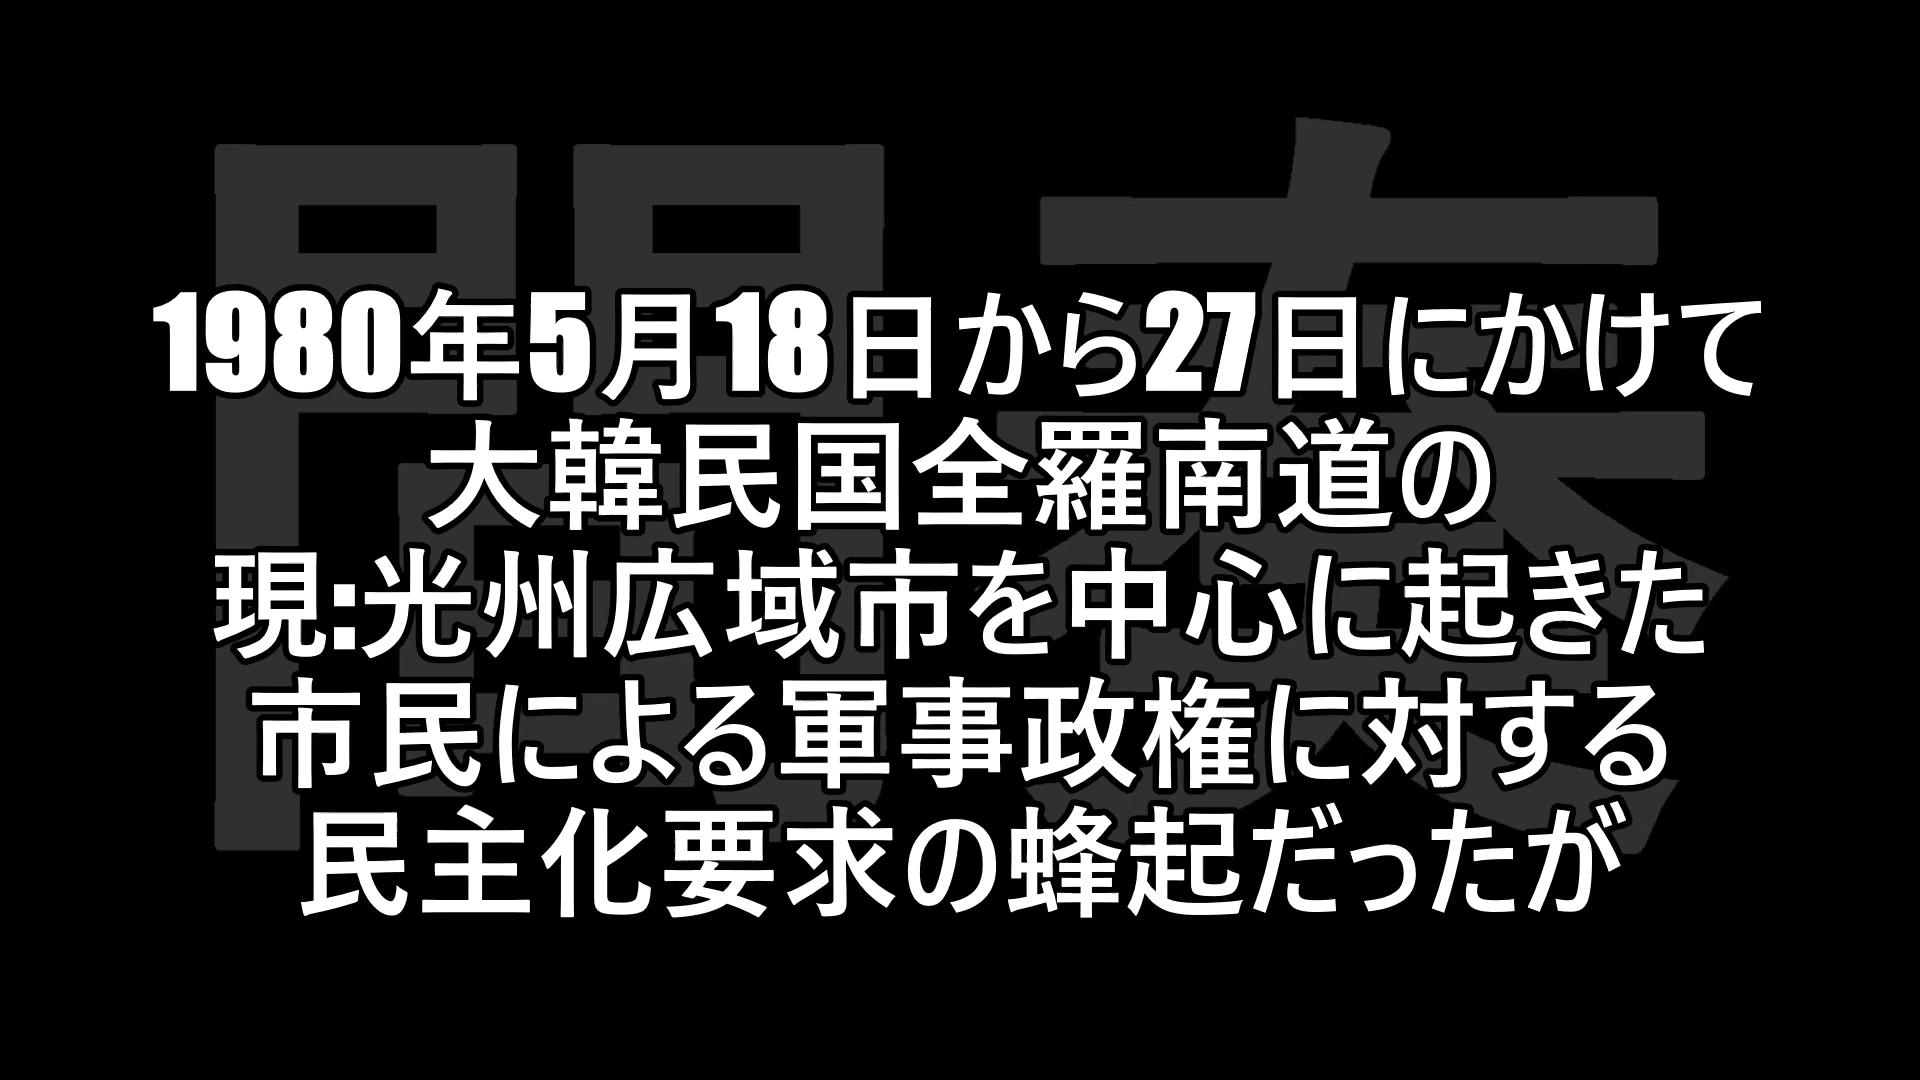 1980年5月18日から27日にかけて
大韓民国全羅南道の
現:光州広域市を中心に起きた
市民による軍事政権に対する
民主化要求の蜂起だったが